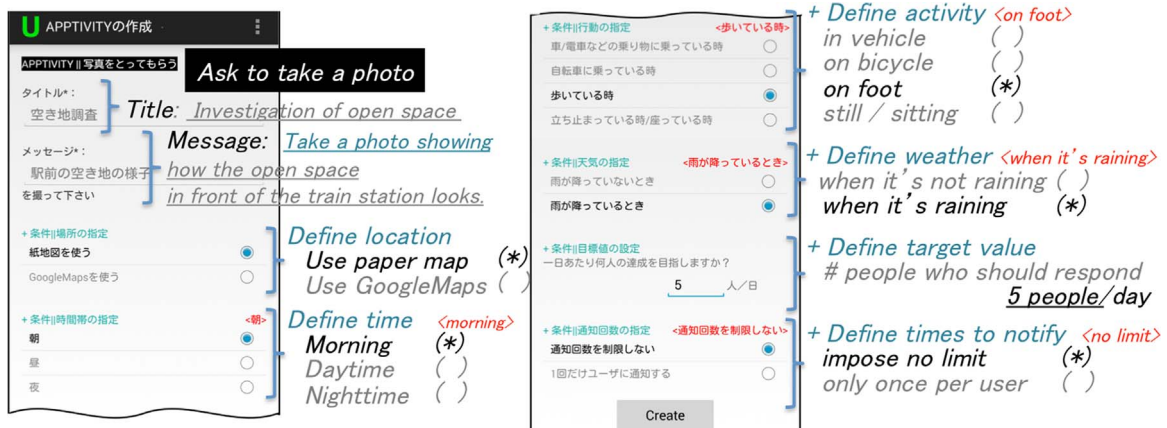 U APPTIVITYの作成
APPTIVITY || 写真をとってもらう
Ask to take a photo
タイトル*：
空き地調査
Title: Investigation of open space
メッセージ*：
駅前の空き地の様子
を撮って下さい
Message: Take a photo showing
how the open space
in front of the train station looks.
+ 条件||場所の指定
紙地図を使う
GoogleMapsを使う
Define location
Use paper map (*)
Use GoogleMaps ( )
+ 条件||時間帯の指定 <朝>
朝
昼
夜
Define time <morning>
Morning (*)
Daytime ( )
Nighttime ( )
+ 条件||行動の指定 <歩いている時>
車/電車などの乗り物に乗っている時
自転車に乗っている時
歩いている時
立ち止まっている時/座っている時
+ Define activity <on foot>
in vehicle ( )
on bicycle ( )
on foot (*)
still / sitting ( )
+ 条件||天気の指定 <雨が降っているとき>
雨が降っていないとき
雨が降っているとき
+ Define weather <when it's raining>
when it's not raining ( )
when it's raining (*)
+ 条件||目標値の設定
一日あたり何人の達成を目指しますか？
5 人／日
+ Define target value
# people who should respond
5 people/day
+ 条件||通知回数の指定 <通知回数を制限しない>
通知回数を制限しない
1回だけユーザに通知する
+ Define times to notify <no limit>
impose no limit (*)
only once per user ( )
Create